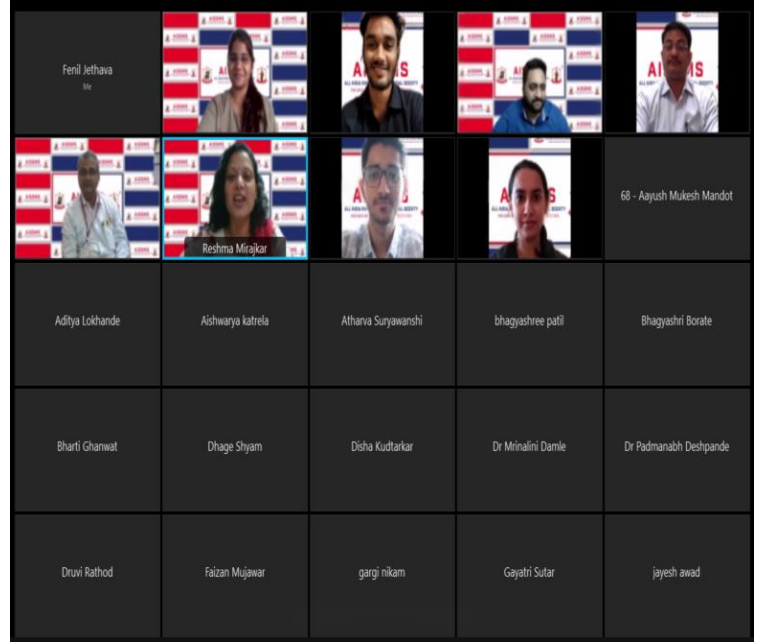 Fenil Jethava
Me
Reshma Mirajkar
68 - Aayush Mukesh Mandot
Aditya Lokhande
Aishwarya katrela
Atharva Suryawanshi
bhagyashree patil
Bhagyashri Borate
Bharti Ghanwat
Dhage Shyam
Disha Kudtarkar
Dr Mrinalini Damle
Dr Padmanabh Deshpande
Druvi Rathod
Faizan Mujawar
gargi nikam
Gayatri Sutar
jayesh awad